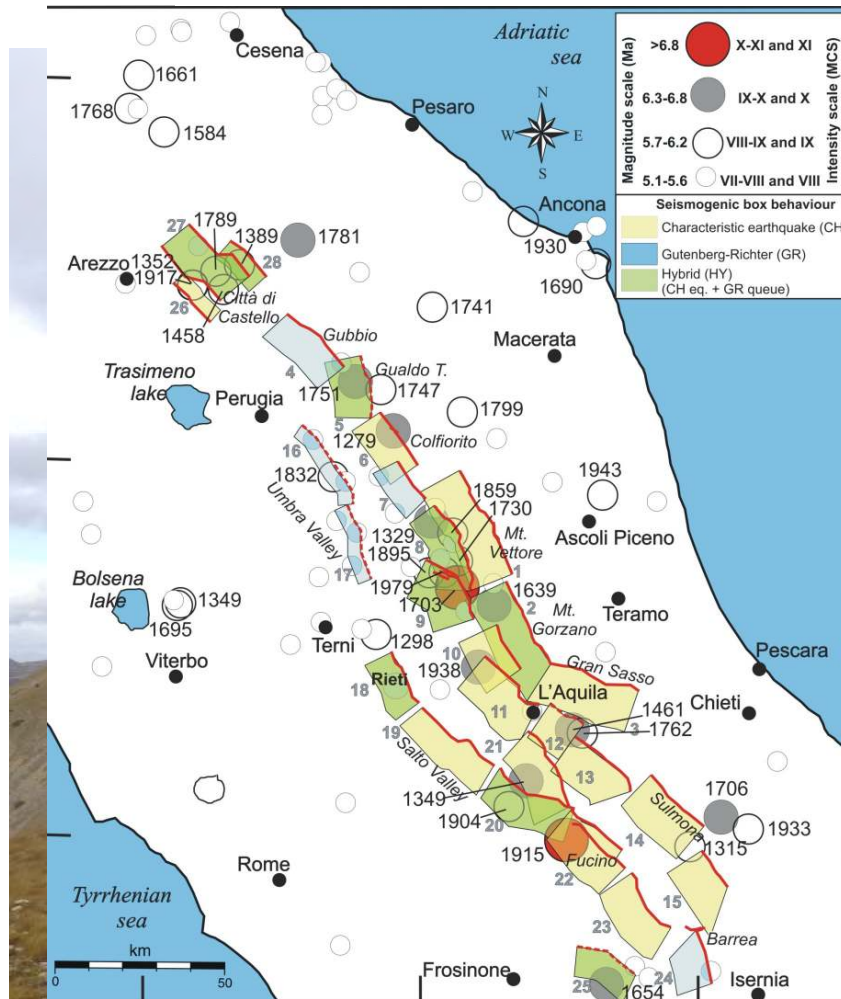 Adriatic
sea
Cesena
1661
1768
1584
Pesaro
N
W E
S
>6.8 X-XI and XI
6.3-6.8 IX-X and X
5.7-6.2 VIII-IX and IX
5.1-5.6 VII-VIII and VIII
Magnitude scale (Ma)
Intensity scale (MCS)
Seismogenic box behaviour
Characteristic earthquake (CH
Gutenberg-Richter (GR)
Hybrid (HY)
(CH eq. + GR queue)
Ancona
1930
1690
27
1789
1389
1781
Arezzo
1352
1917
28
26
Città di
Castello
1458
1741
Macerata
Gubbio
4
Trasimeno
lake
Perugia
Gualdo T.
1751
1747
5
1799
1279
Colfiorito
6
16
1832
Umbra Valley
7
1943
Ascoli Piceno
1859
1730
Mt.
Vettore
1329
8
1895
1979
1703
17
1
1639
2
9
Mt.
Gorzano
Teramo
Bolsena
lake
1349
1695
Viterbo
Terni
1298
10
1938
Gran Sasso
Pescara
Rieti
18
L'Aquila
Chieti
11
1461
1762
3
12
19
21
13
Salto Valley
1349
1904
20
Sulmona
1706
1933
14
1315
1915
Fucino
22
Rome
15
23
Tyrrhenian
sea
km
0 50
Barrea
Frosinone
25
1654
24
Isernia